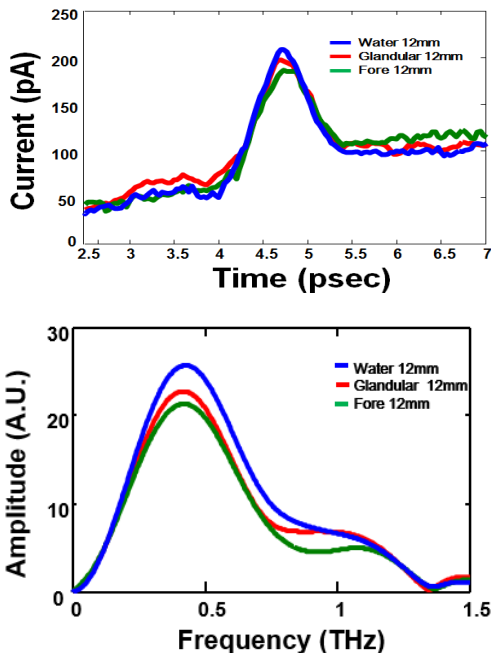 250
200
150
100
50
0
Current (pA)
Water 12mm
Glandular 12mm
Fore 12mm
2.5 3 3.5 4 4.5 5 5.5 6 6.5 7
Time (psec)
30
20
10
0
Amplitude (A.U.)
Water 12mm
Glandular 12mm
Fore 12mm
0 0.5 1 1.5
Frequency (THz)